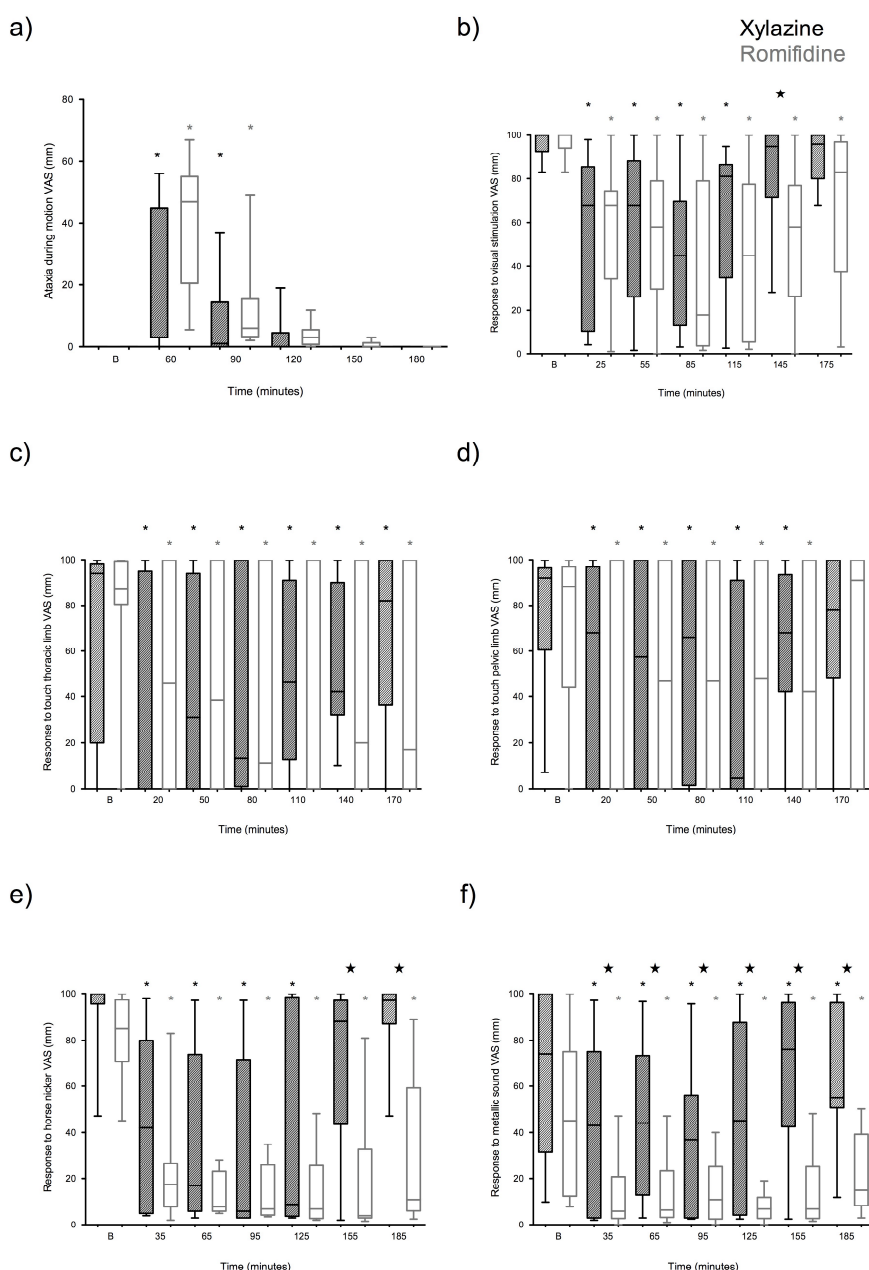 a)
b)
Xylazine
Romifidine
★
* * * *
* * * * * *
* *
* *
80
60
40
20
0
Ataxia during motion VAS (mm)
B 60 90 120 150 180
Time (minutes)
100
80
60
40
20
0
Response to visual stimulation VAS (mm)
B 25 55 85 115 145 175
Time (minutes)
c)
* * * * * *
* * * * * *
100
80
60
40
20
0
Response to touch thoracic limb VAS (mm)
B 20 50 80 110 140 170
Time (minutes)
d)
* * * * *
* * * * *
100
80
60
40
20
0
Response to touch pelvic limb VAS (mm)
B 20 50 80 110 140 170
Time (minutes)
e)
★ ★
* * * *
* * * * * *
100
80
60
40
20
0
Response to horse nicker VAS (mm)
B 35 65 95 125 155 185
Time (minutes)
f)
★ ★ ★ ★ ★ ★
* * * * * *
* * * * * *
100
80
60
40
20
0
Response to metallic sound VAS (mm)
B 35 65 95 125 155 185
Time (minutes)